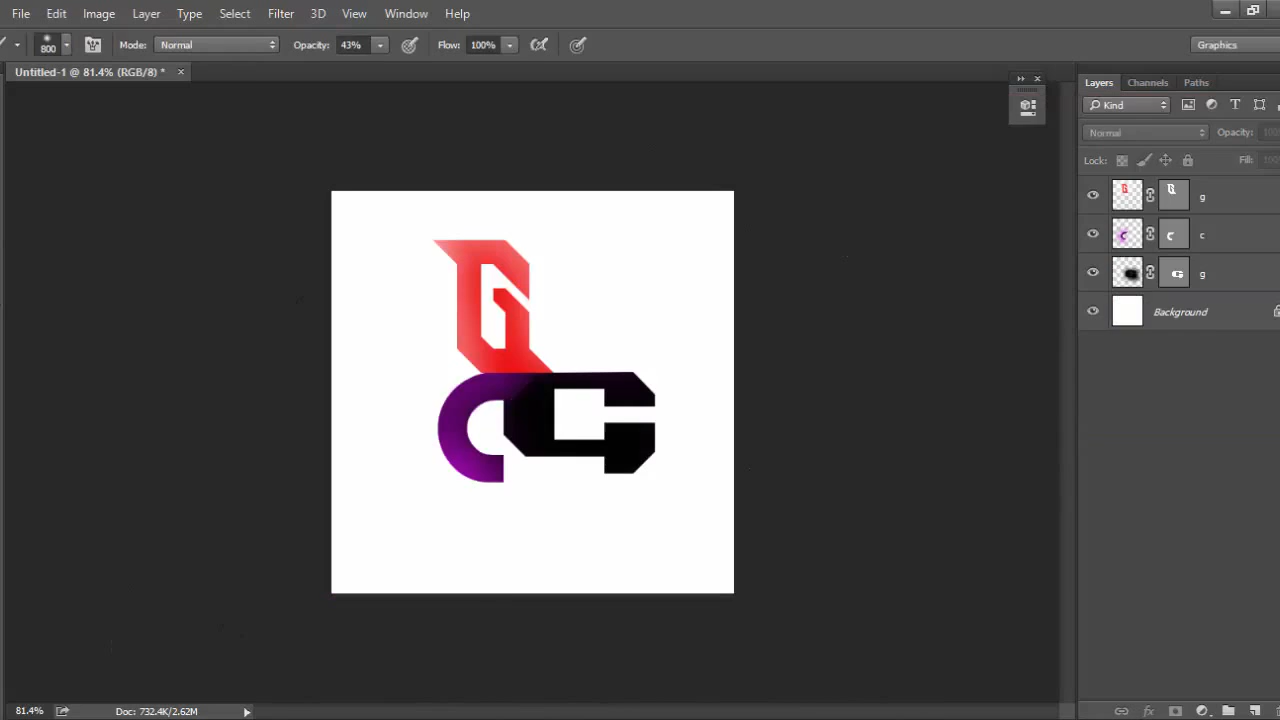 File Edit Image Layer Type Select Filter 3D View Window Help
800 Mode: Normal Opacity: 43% Flow: 100% Graphics
Untitled-1 @ 81.4% (RGB/8) * ×
Layers Channels Paths
Kind
Normal Opacity:
Lock: Fill:
g
c
g
Background
G
C G
81.4% Doc: 732.4K/2.62M